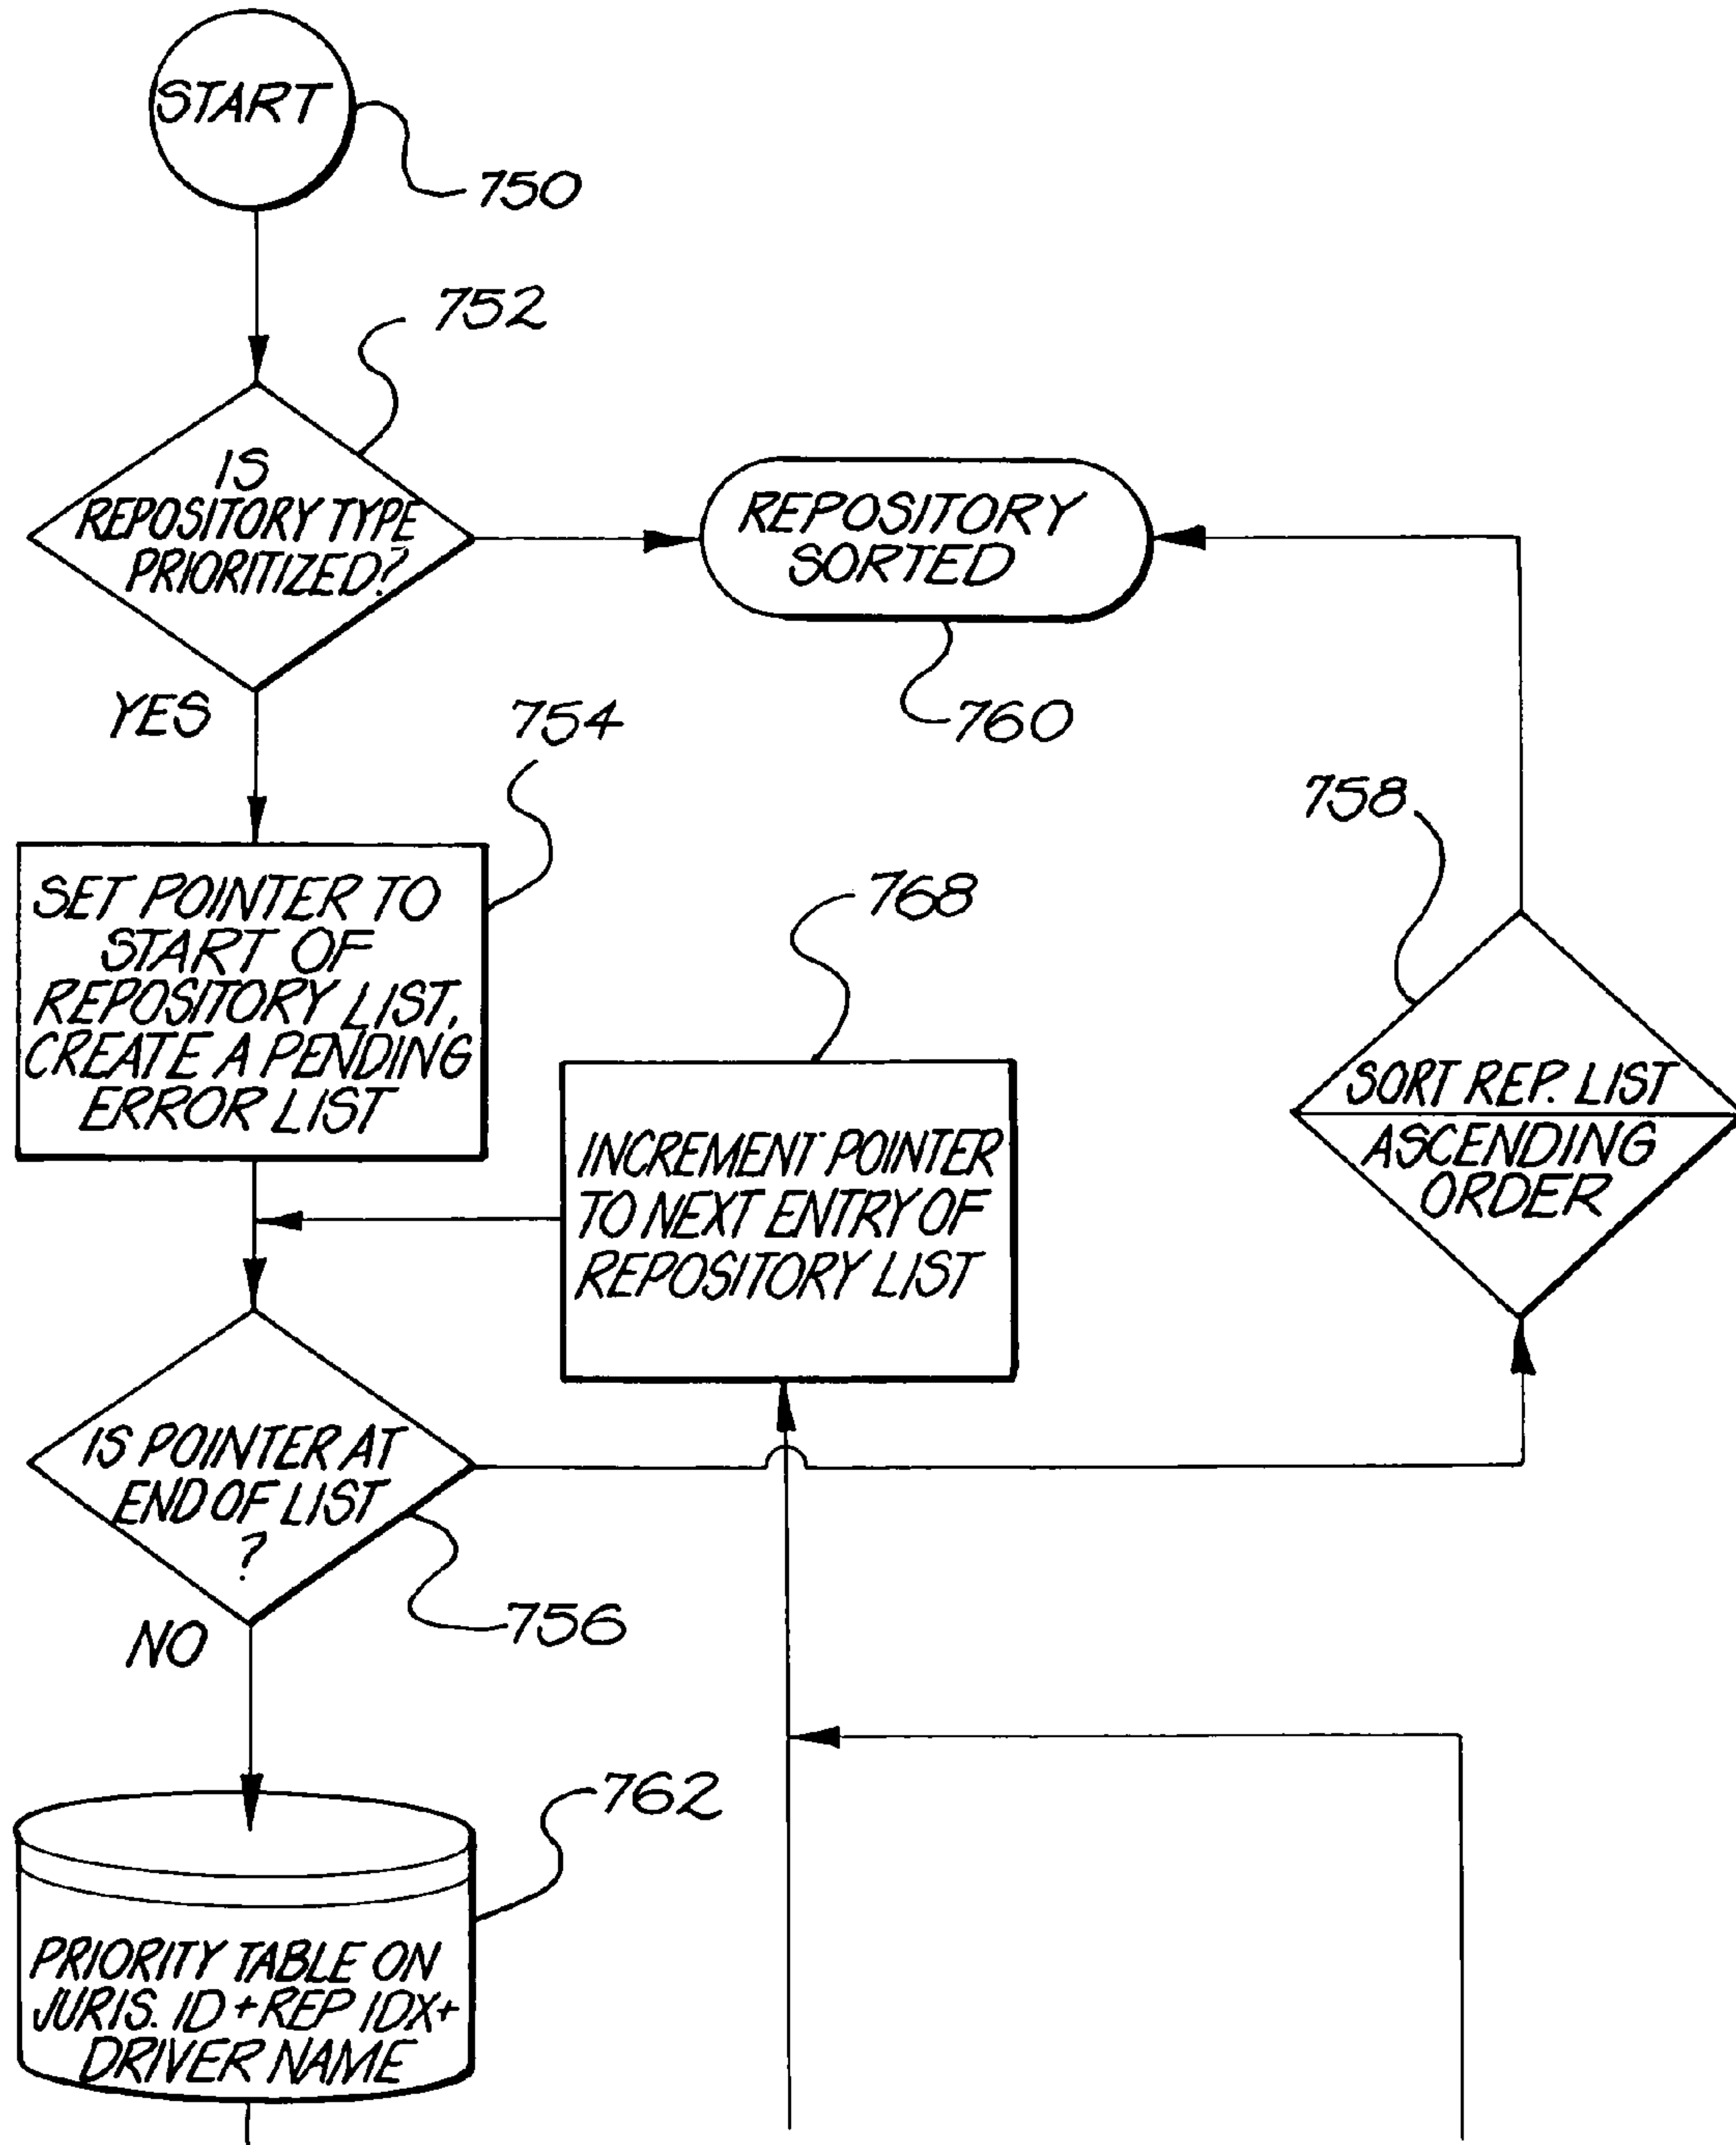 START
750
752
IS
REPOSITORY TYPE
PRIORITIZED?
REPOSITORY
SORTED
YES
754
760
758
SET POINTER TO
START OF
REPOSITORY LIST,
CREATE A PENDING
ERROR LIST
768
INCREMENT POINTER
TO NEXT ENTRY OF
REPOSITORY LIST
SORT REP. LIST
ASCENDING
ORDER
IS POINTER AT
END OF LIST
?
756
NO
762
PRIORITY TABLE ON
JURIS. ID + REP IDX+
DRIVER NAME